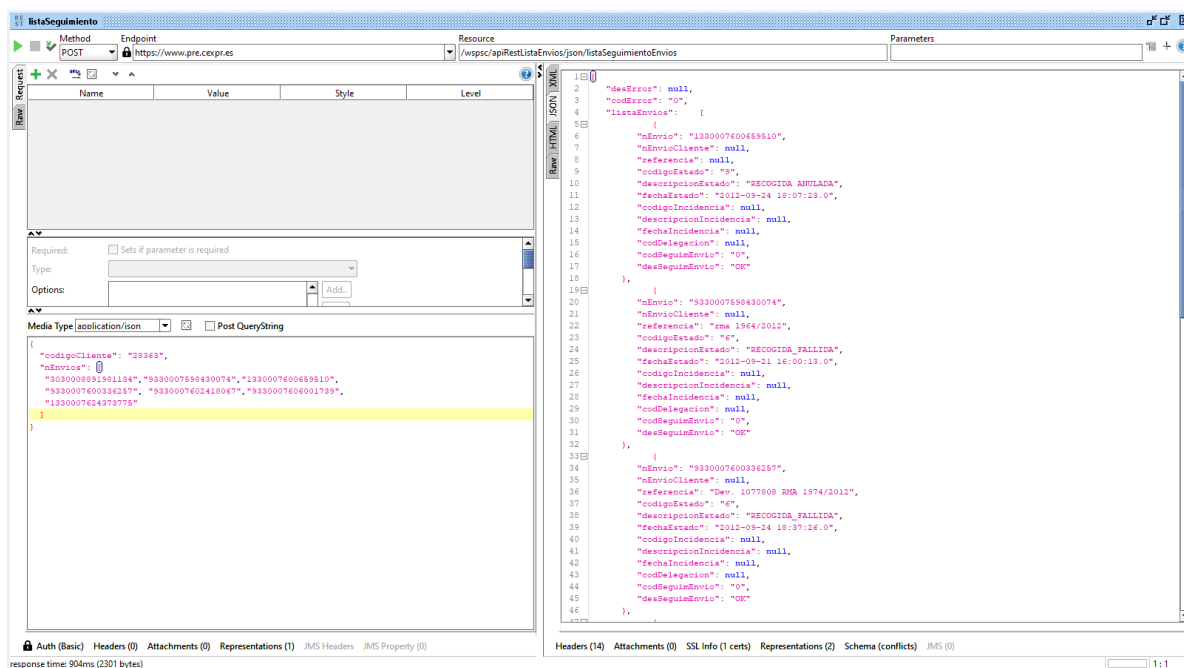 RE ST listaSeguimiento
Method Endpoint Resource Parameters
POST https://www.pre.cexpr.es /wspsc/apiRestListaEnvios/json/listaSeguimientoEnvios
Request
Raw
Name Value Style Level
Required: Sets if parameter is required
Type:
Options: Add..
Media Type application/json Post QueryString
{
"codigoCliente": "28363",
"nEnvios": [
"3030008891981134","9330007598430074","1330007600659510",
"9330007600336257", "9330007602418067","9330007606001739",
"1330007624373775"
]
}
Auth (Basic) Headers (0) Attachments (0) Representations (1) JMS Headers JMS Property (0)
response time: 904ms (2301 bytes)
XML
JSON
HTML
Raw
1 {
2 "desError": null,
3 "codError": "0",
4 "listaEnvios": [
5 {
6 "nEnvio": "1330007600659510",
7 "nEnvioCliente": null,
8 "referencia": null,
9 "codigoEstado": "9",
10 "descripcionEstado": "RECOGIDA ANULADA",
11 "fechaEstado": "2012-09-24 18:07:23.0",
12 "codigoIncidencia": null,
13 "descripcionIncidencia": null,
14 "fechaIncidencia": null,
15 "codDelegacion": null,
16 "codSeguimEnvio": "0",
17 "desSeguimEnvio": "OK"
18 },
19 {
20 "nEnvio": "9330007598430074",
21 "nEnvioCliente": null,
22 "referencia": "rma 1964/2012",
23 "codigoEstado": "6",
24 "descripcionEstado": "RECOGIDA_FALLIDA",
25 "fechaEstado": "2012-09-21 16:00:13.0",
26 "codigoIncidencia": null,
27 "descripcionIncidencia": null,
28 "fechaIncidencia": null,
29 "codDelegacion": null,
30 "codSeguimEnvio": "0",
31 "desSeguimEnvio": "OK"
32 },
33 {
34 "nEnvio": "9330007600336257",
35 "nEnvioCliente": null,
36 "referencia": "Dev. 1077808 RMA 1974/2012",
37 "codigoEstado": "6",
38 "descripcionEstado": "RECOGIDA_FALLIDA",
39 "fechaEstado": "2012-09-24 18:37:26.0",
40 "codigoIncidencia": null,
41 "descripcionIncidencia": null,
42 "fechaIncidencia": null,
43 "codDelegacion": null,
44 "codSeguimEnvio": "0",
45 "desSeguimEnvio": "OK"
46 },
Headers (14) Attachments (0) SSL Info (1 certs) Representations (2) Schema (conflicts) JMS (0)
1 : 1